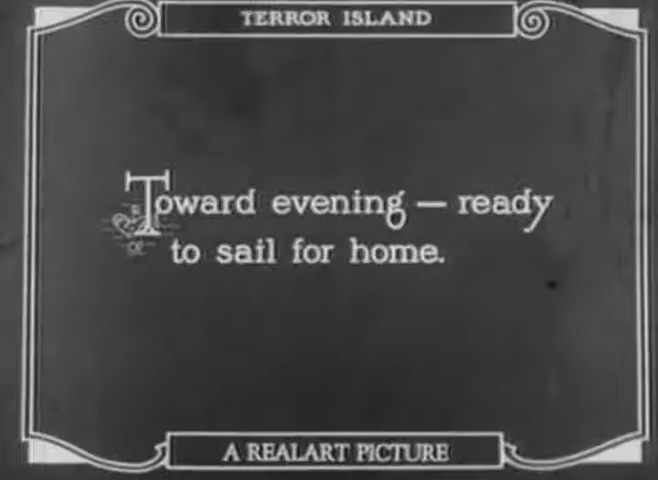 TERROR ISLAND
Toward evening — ready
to sail for home.
A REALART PICTURE